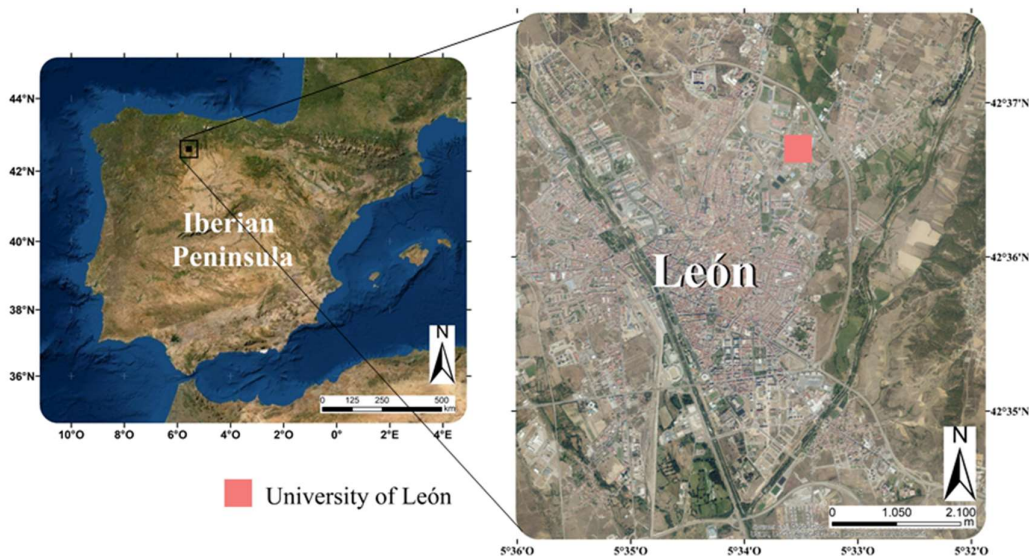 44°N
42°N
40°N
38°N
36°N
10°O 8°O 6°O 4°O 2°O 0° 2°E 4°E
Iberian
Peninsula
N
0 125 250 500
km
University of León
León
42°37'N
42°36'N
42°35'N
N
0 1.050 2.100
m
5°36'O 5°35'O 5°34'O 5°33'O 5°32'O